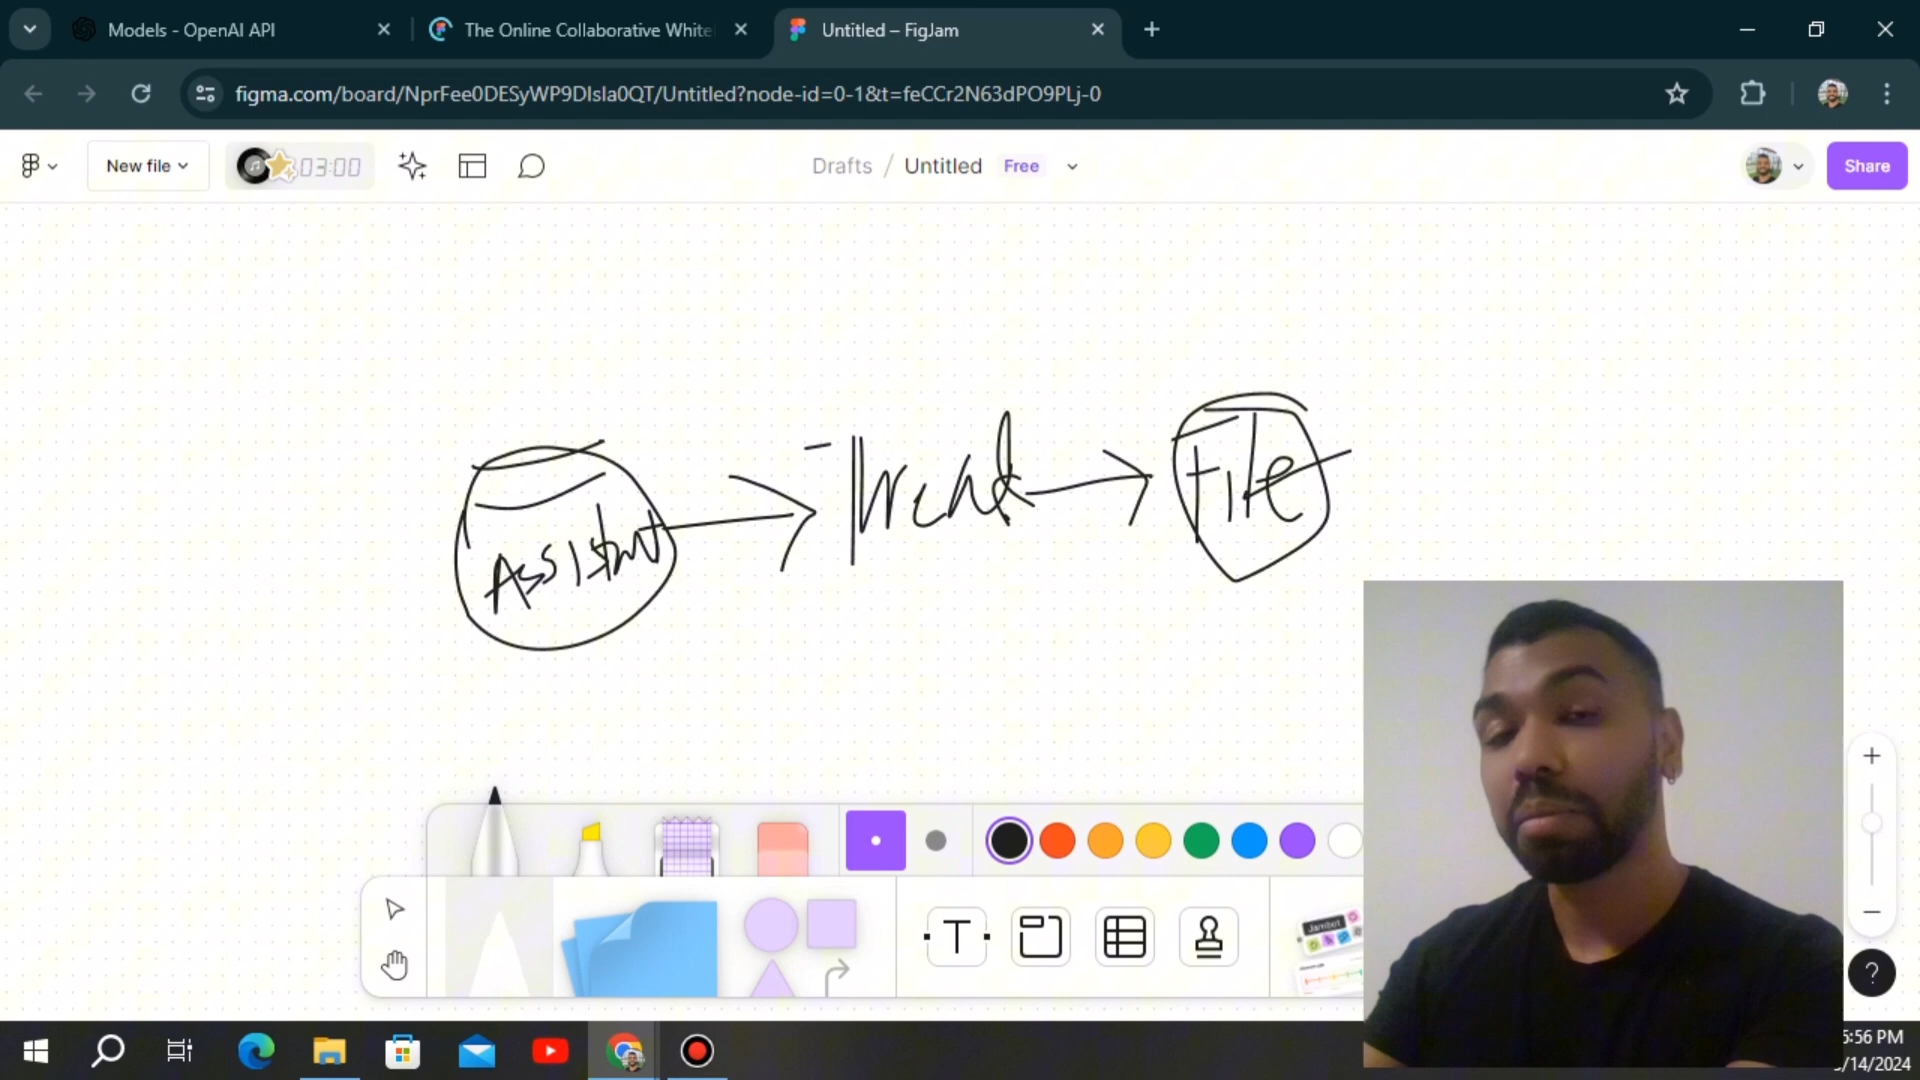 Models - OpenAI API
The Online Collaborative White
Untitled – FigJam
figma.com/board/NprFee0DESyWP9DIsla0QT/Untitled?node-id=0-1&t=feCCr2N63dPO9PLj-0
New file
03:00
Drafts / Untitled Free
Share
Assistant
Thread
File
T
Jambot
?
5:56 PM
/14/2024